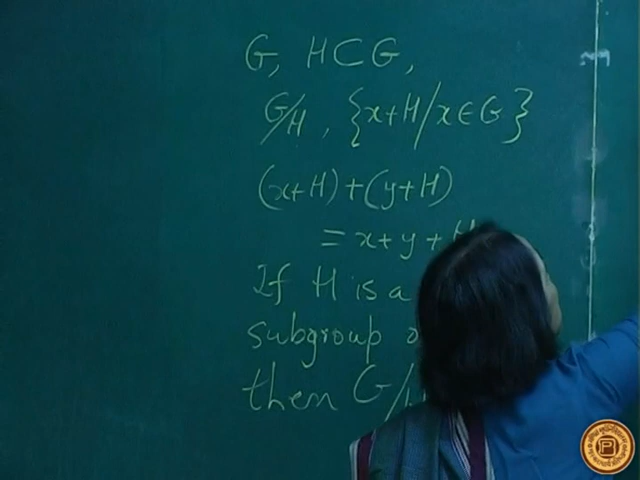 G, H ⊂ G,
G/H, {x+H/x∈G}
(x+H)+(y+H)
= x+y+H
If H is a
subgroup
then G/H